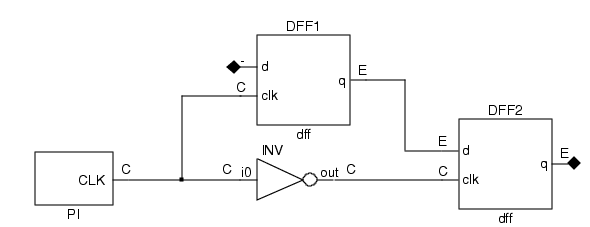 DFF1
-
d
E
q
C
clk
DFF2
dff
INV
E
d
E
q
C
C
i0
out
C
C
clk
CLK
PI
dff